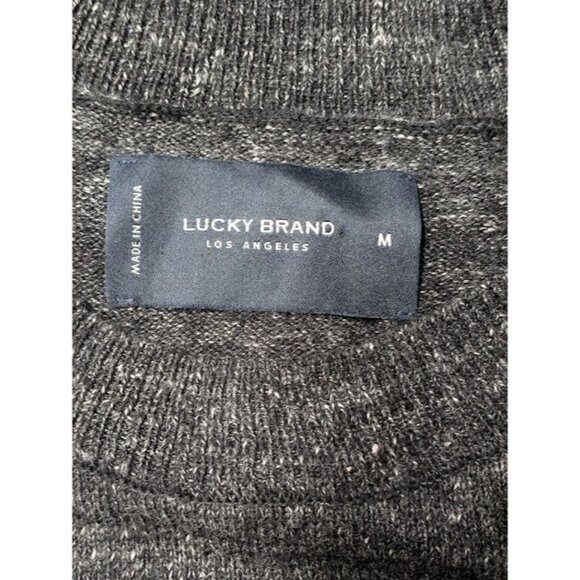 MADE IN CHINA
LUCKY BRAND
LOS ANGELES
M